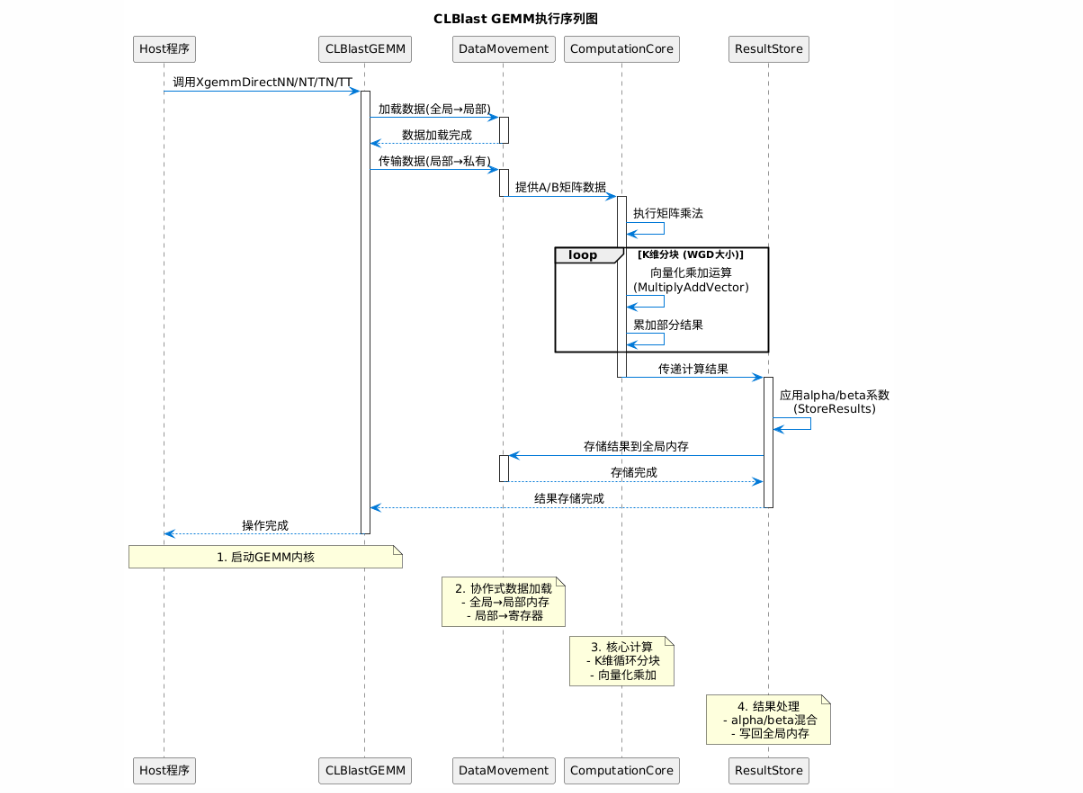 CLBlast GEMM执行序列图
Host程序 CLBlastGEMM DataMovement ComputationCore ResultStore
调用XgemmDirectNN/NT/TN/TT
加载数据(全局→局部)
数据加载完成
传输数据(局部→私有)
提供A/B矩阵数据
执行矩阵乘法
loop [K维分块 (WGD大小)]
向量化乘加运算
(MultiplyAddVector)
累加部分结果
传递计算结果
应用alpha/beta系数
(StoreResults)
存储结果到全局内存
存储完成
结果存储完成
操作完成
1. 启动GEMM内核
2. 协作式数据加载
- 全局→局部内存
- 局部→寄存器
3. 核心计算
- K维循环分块
- 向量化乘加
4. 结果处理
- alpha/beta混合
- 写回全局内存
Host程序 CLBlastGEMM DataMovement ComputationCore ResultStore